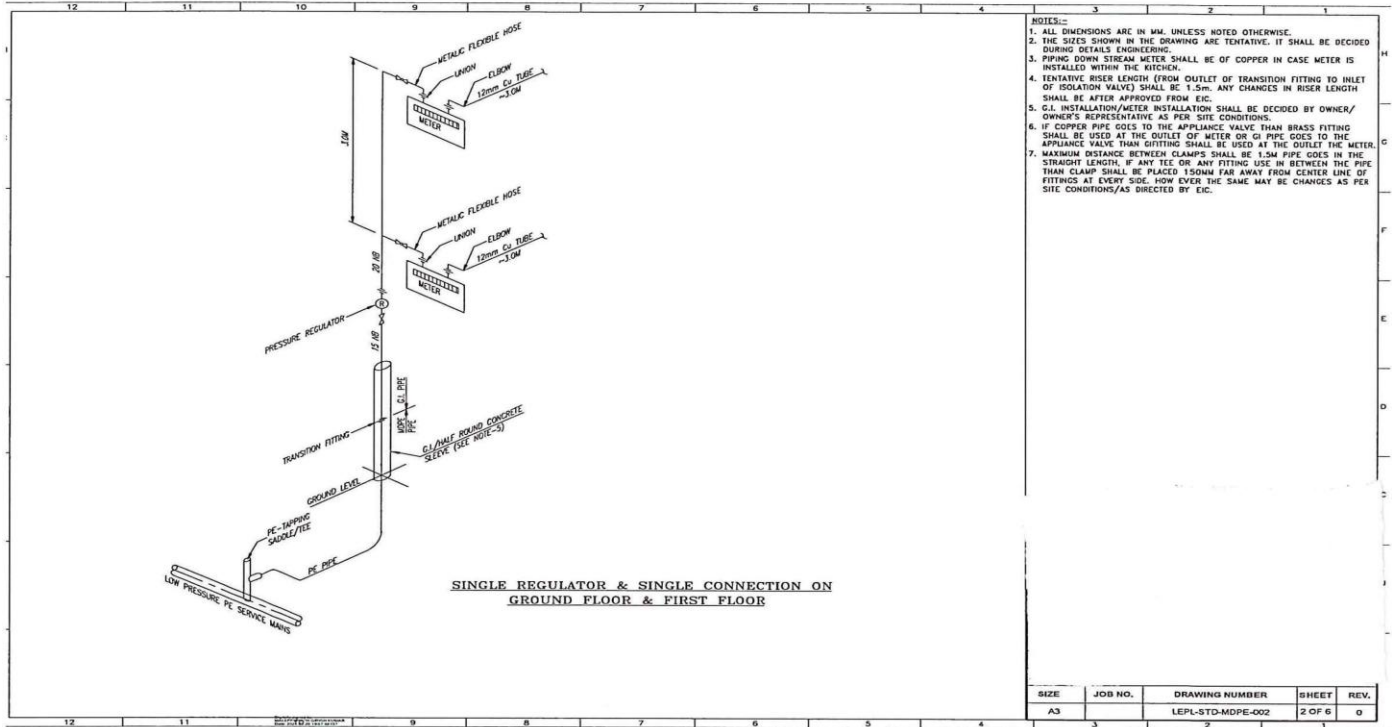 12 11 10 9 8 7 6 5 4 3 2 1
NOTES:-
1. ALL DIMENSIONS ARE IN MM. UNLESS NOTED OTHERWISE.
2. THE SIZES SHOWN IN THE DRAWING ARE TENTATIVE. IT SHALL BE DECIDED
DURING DETAILS ENGINEERING.
3. PIPING DOWN STREAM METER SHALL BE OF COPPER IN CASE METER IS
INSTALLED WITHIN THE KITCHEN.
4. TENTATIVE RISER LENGTH (FROM OUTLET OF TRANSITION FITTING TO INLET
OF ISOLATION VALVE) SHALL BE 1.5m. ANY CHANGES IN RISER LENGTH
SHALL BE AFTER APPROVED FROM EIC.
5. G.I. INSTALLATION/METER INSTALLATION SHALL BE DECIDED BY OWNER/
OWNER'S REPRESENTATIVE AS PER SITE CONDITIONS.
6. IF COPPER PIPE GOES TO THE APPLIANCE VALVE THAN BRASS FITTING
SHALL BE USED AT THE OUTLET OF METER OR GI PIPE GOES TO THE
APPLIANCE VALVE THAN GIFITTING SHALL BE USED AT THE OUTLET THE METER.
7. MAXIMUM DISTANCE BETWEEN CLAMPS SHALL BE 1.5M PIPE GOES IN THE
STRAIGHT LENGTH, IF ANY TEE OR ANY FITTING USE IN BETWEEN THE PIPE
THAN CLAMP SHALL BE PLACED 150MM FAR AWAY FROM CENTER LINE OF
FITTINGS AT EVERY SIDE. HOW EVER THE SAME MAY BE CHANGES AS PER
SITE CONDITIONS/AS DIRECTED BY EIC.
H
G
F
E
D
METALIC FLEXIBLE HOSE
UNION
ELBOW
12mm Cu TUBE
~3.0M
METER
3.0M
METALIC FLEXIBLE HOSE
UNION
ELBOW
12mm Cu TUBE
~3.0M
METER
20 NB
PRESSURE REGULATOR
R
15 NB
G.I. PIPE
MDPE PIPE
TRANSITION FITTING
G.I./HALF ROUND CONCRETE
SLEEVE (SEE NOTE-5)
GROUND LEVEL
PE-TAPPING
SADDLE/TEE
PE PIPE
LOW PRESSURE PE SERVICE MAINS
SINGLE REGULATOR & SINGLE CONNECTION ON
GROUND FLOOR & FIRST FLOOR
SIZE JOB NO. DRAWING NUMBER SHEET REV.
A3 LEPL-STD-MDPE-002 2 OF 6 0
12 11 10 9 8 7 6 5 4 3 2 1